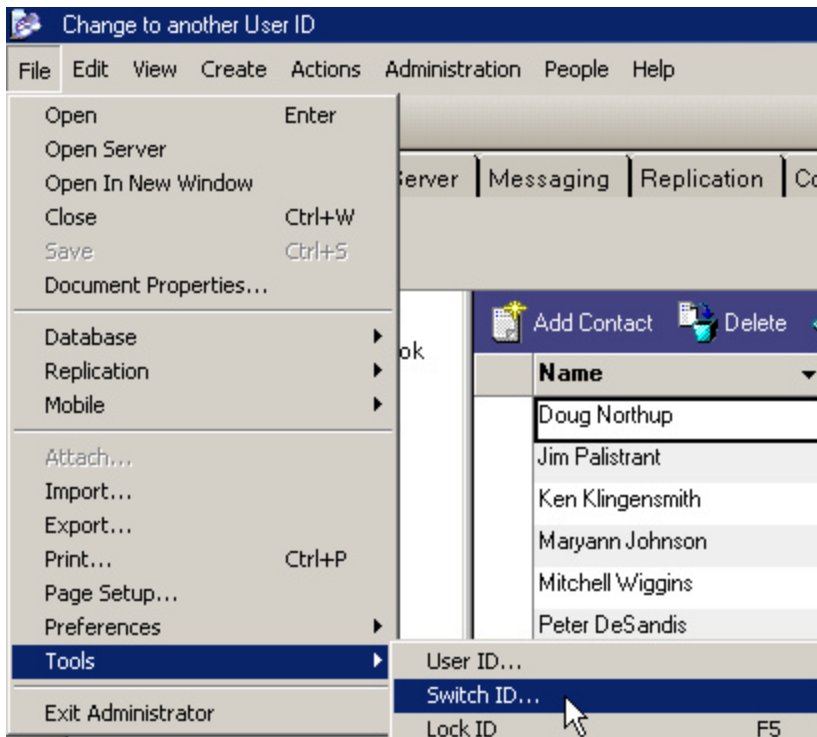 Change to another User ID
File Edit View Create Actions Administration People Help
Open Enter
Open Server
Open In New Window
Close Ctrl+W
Save Ctrl+S
Document Properties...
Database
Replication
Mobile
Attach...
Import...
Export...
Print... Ctrl+P
Page Setup...
Preferences
Tools
Exit Administrator
User ID...
Switch ID...
Lock ID F5
Messaging Replication
Add Contact Delete
Name
Doug Northup
Jim Palistrant
Ken Klingensmith
Maryann Johnson
Mitchell Wiggins
Peter DeSandis